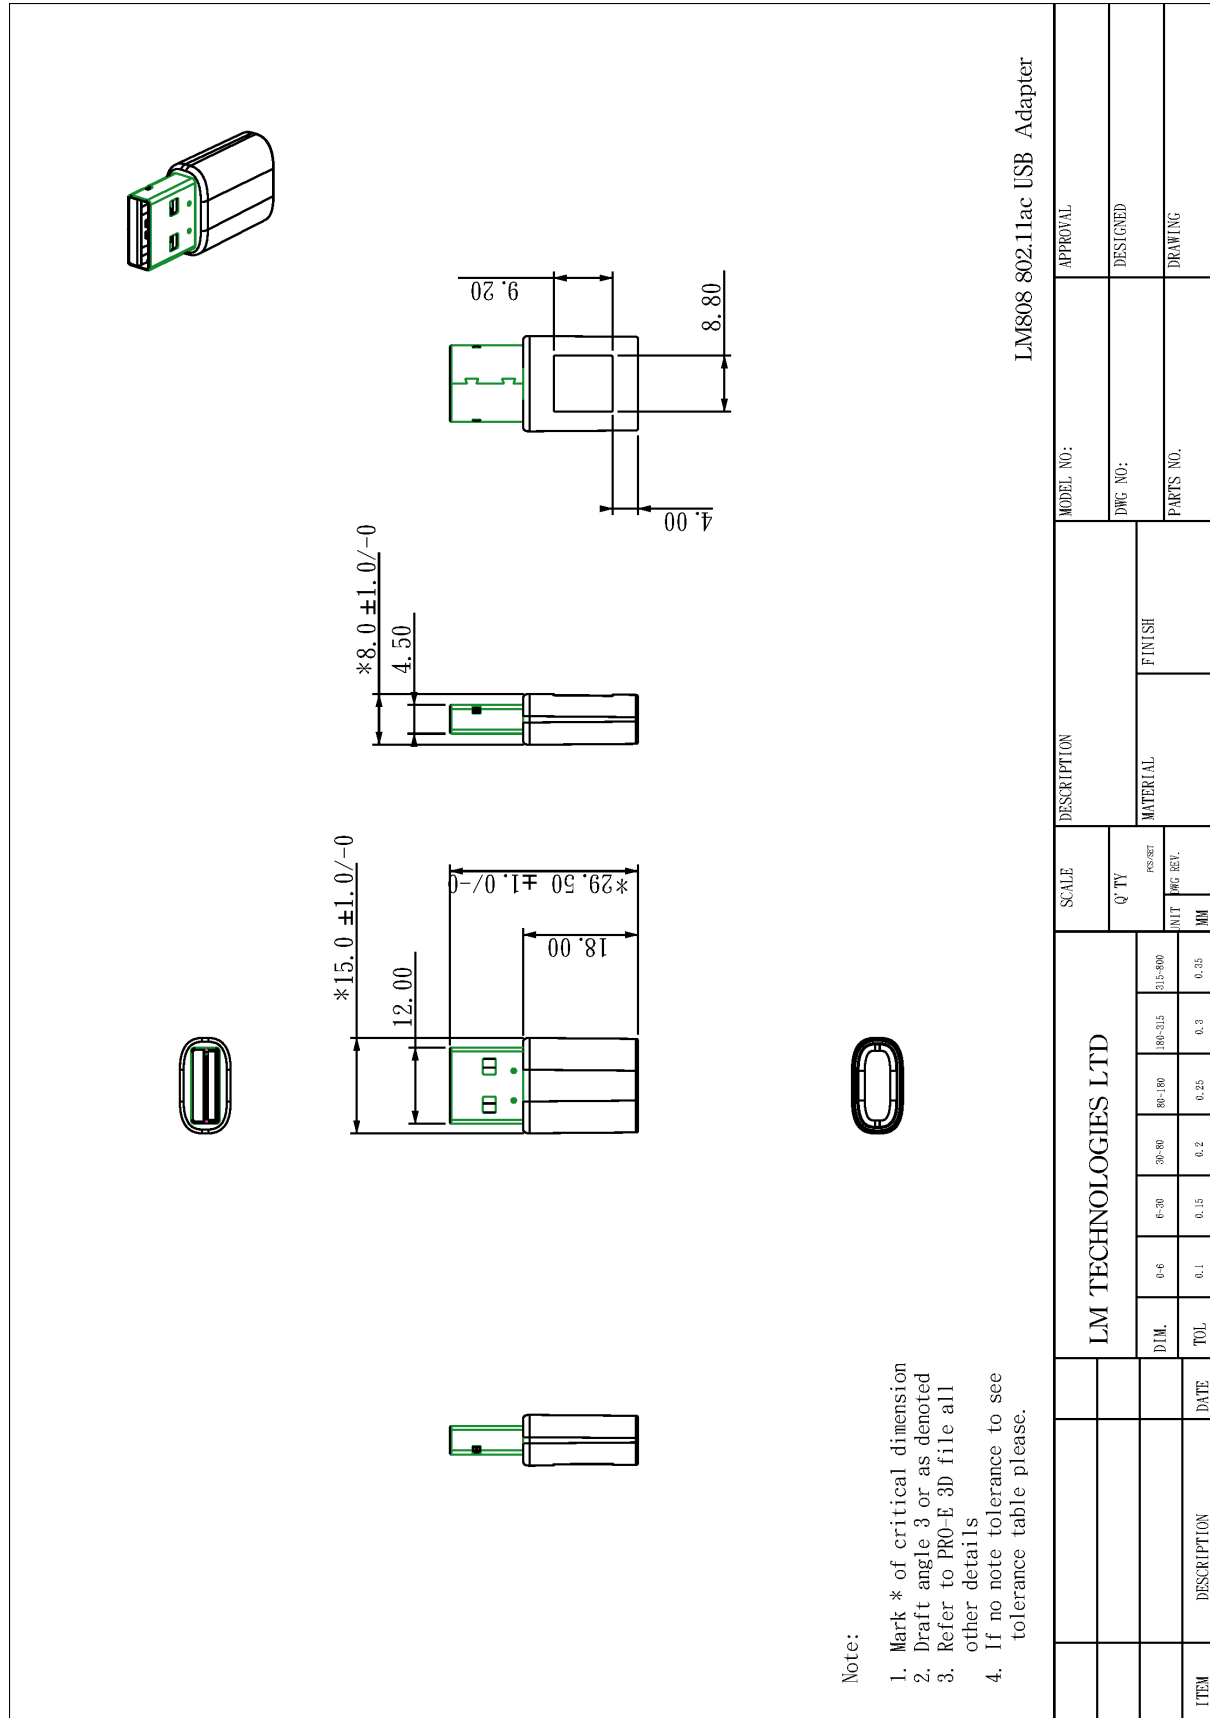 9.20
8.80
4.00
*8.0 ±1.0/-0
4.50
*15.0 ±1.0/-0
12.00
*29.50 ±1.0/-0
18.00
LM808 802.11ac USB Adapter
Note:
1. Mark * of critical dimension
2. Draft angle 3 or as denoted
3. Refer to PRO-E 3D file all
other details
4. If no note tolerance to see
tolerance table please.
ITEM DESCRIPTION DATE
LM TECHNOLOGIES LTD
DIM. 0~6 6~30 30~80 80~180 180~315 315~800
TOL 0.1 0.15 0.2 0.25 0.3 0.35
SCALE
Q'TY
PCS/SET
UNIT DWG REV.
MM
DESCRIPTION
MATERIAL FINISH
MODEL NO: APPROVAL
DWG NO: DESIGNED
PARTS NO. DRAWING